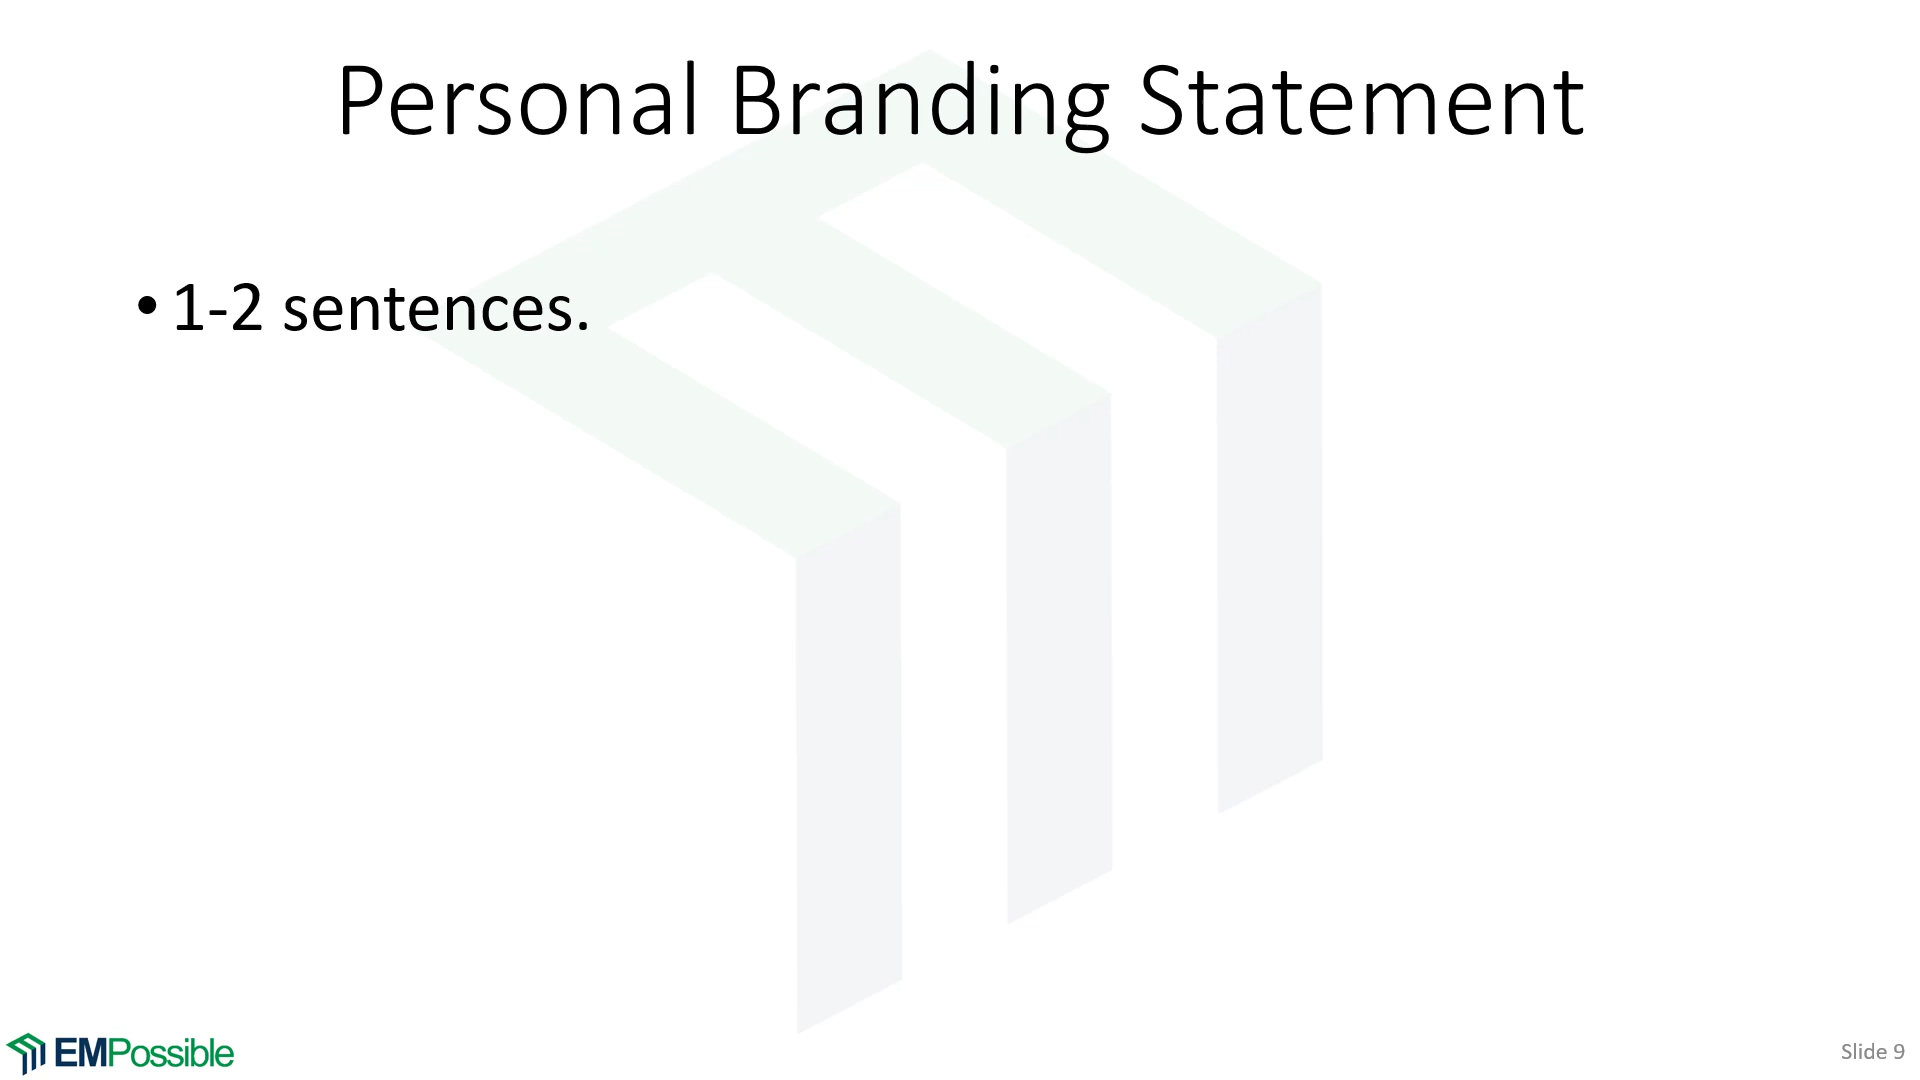 Personal Branding Statement
• 1-2 sentences.
EMPossible
Slide 9